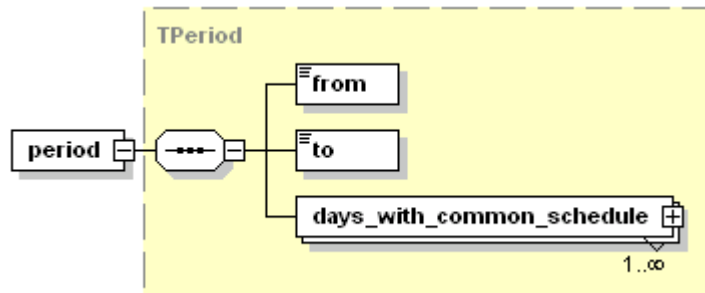 TPeriod
from
period
to
days_with_common_schedule
1..∞